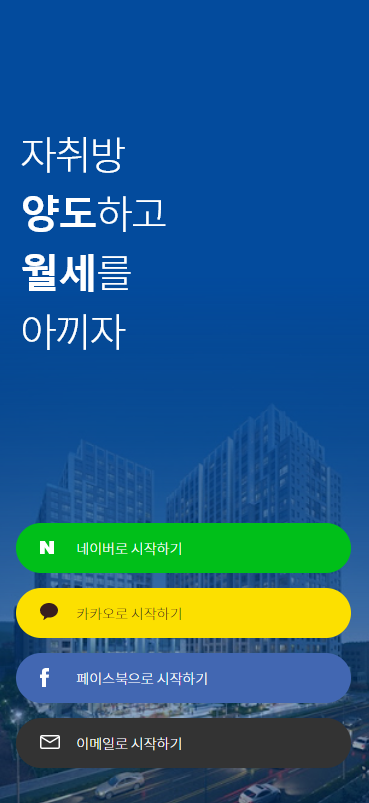 자취방
양도하고
월세를
아끼자
네이버로 시작하기
카카오로 시작하기
페이스북으로 시작하기
이메일로 시작하기